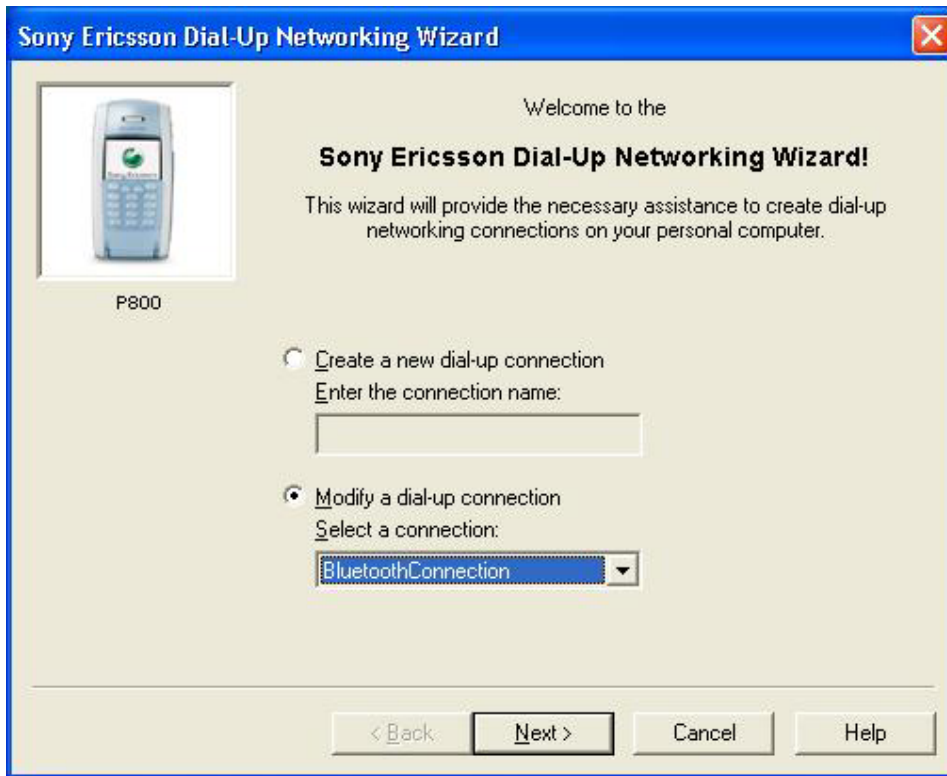 Sony Ericsson Dial-Up Networking Wizard
Welcome to the
Sony Ericsson Dial-Up Networking Wizard!
This wizard will provide the necessary assistance to create dial-up
networking connections on your personal computer.
P800
Create a new dial-up connection
Enter the connection name:
Modify a dial-up connection
Select a connection:
BluetoothConnection
< Back
Next >
Cancel
Help